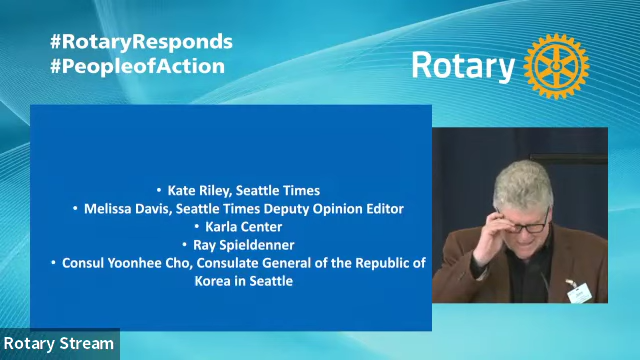 #RotaryResponds
#PeopleofAction
Rotary
• Kate Riley, Seattle Times
• Melissa Davis, Seattle Times Deputy Opinion Editor
• Karla Center
• Ray Spieldenner
• Consul Yoonhee Cho, Consulate General of the Republic of
Korea in Seattle
Rotary Stream